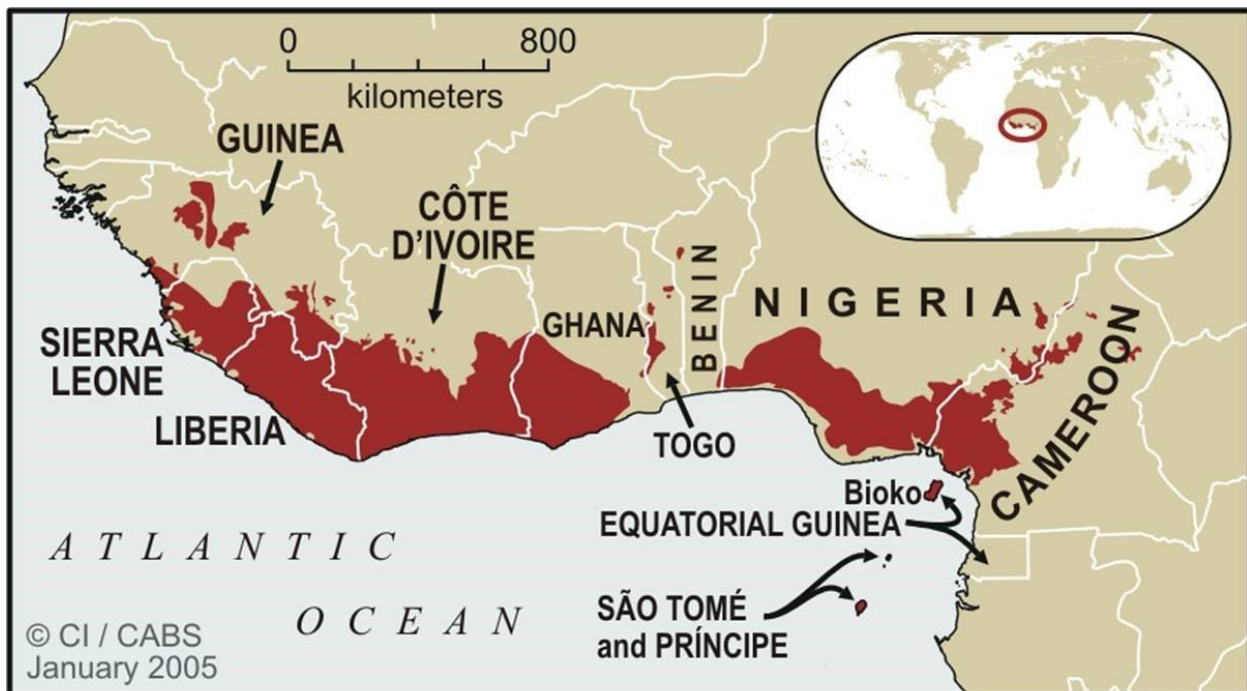 0 800
kilometers
GUINEA
CÔTE
D'IVOIRE
SIERRA
LEONE
LIBERIA
GHANA
TOGO
BENIN
NIGERIA
CAMEROON
Bioko
EQUATORIAL GUINEA
SÃO TOMÉ
and PRÍNCIPE
ATLANTIC
OCEAN
© CI / CABS
January 2005